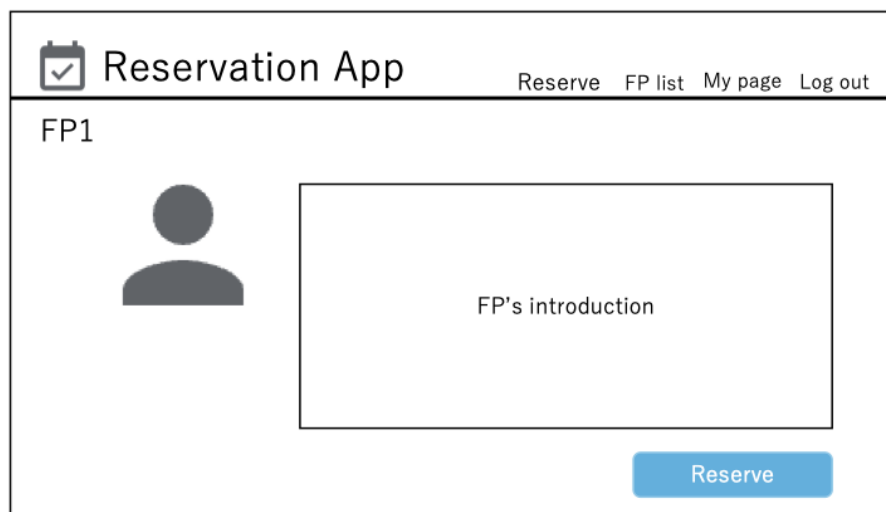 Reservation App
Reserve FP list My page Log out
FP1
FP's introduction
Reserve